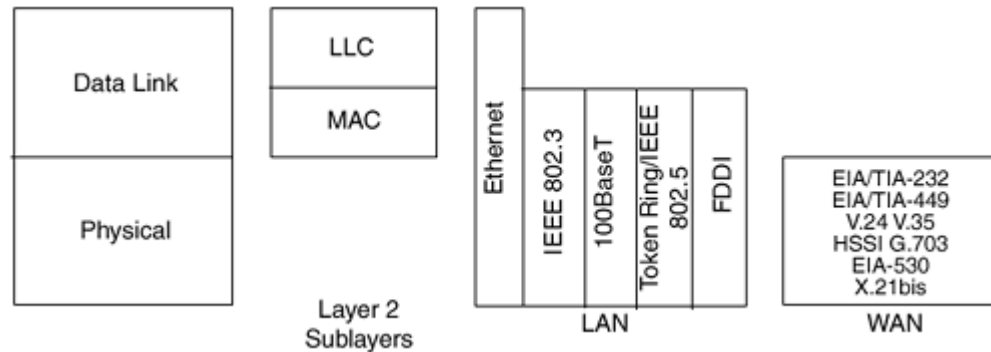 Data Link
Physical
LLC
MAC
Layer 2
Sublayers
Ethernet
IEEE 802.3
100BaseT
Token Ring/IEEE
802.5
FDDI
LAN
EIA/TIA-232
EIA/TIA-449
V.24 V.35
HSSI G.703
EIA-530
X.21bis
WAN